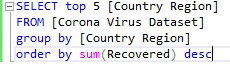 SELECT top 5 [Country Region]
FROM [Corona Virus Dataset]
group by [Country Region]
order by sum(Recovered) desc